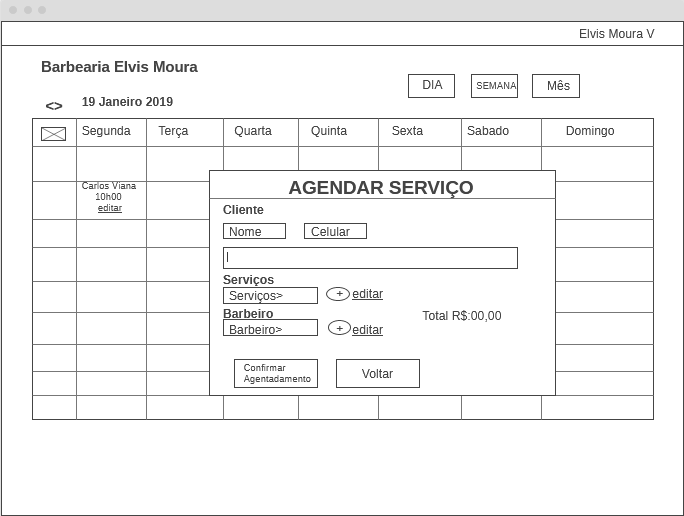 Elvis Moura V
Barbearia Elvis Moura
DIA
SEMANA
Mês
<> 19 Janeiro 2019
Segunda Terça Quarta Quinta Sexta Sabado Domingo
Carlos Viana
10h00
editar
AGENDAR SERVIÇO
Cliente
Nome Celular
Serviços
Serviços> + editar
Barbeiro
Total R$:00,00
Barbeiro> + editar
Confirmar
Agentadamento
Voltar